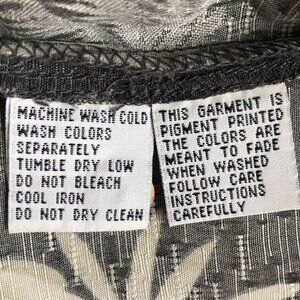 MACHINE WASH COLD
WASH COLORS
SEPARATELY
TUMBLE DRY LOW
DO NOT BLEACH
COOL IRON
DO NOT DRY CLEAN
THIS GARMENT IS
PIGMENT PRINTED
THE COLORS ARE
MEANT TO FADE
WHEN WASHED
FOLLOW CARE
INSTRUCTIONS
CAREFULLY